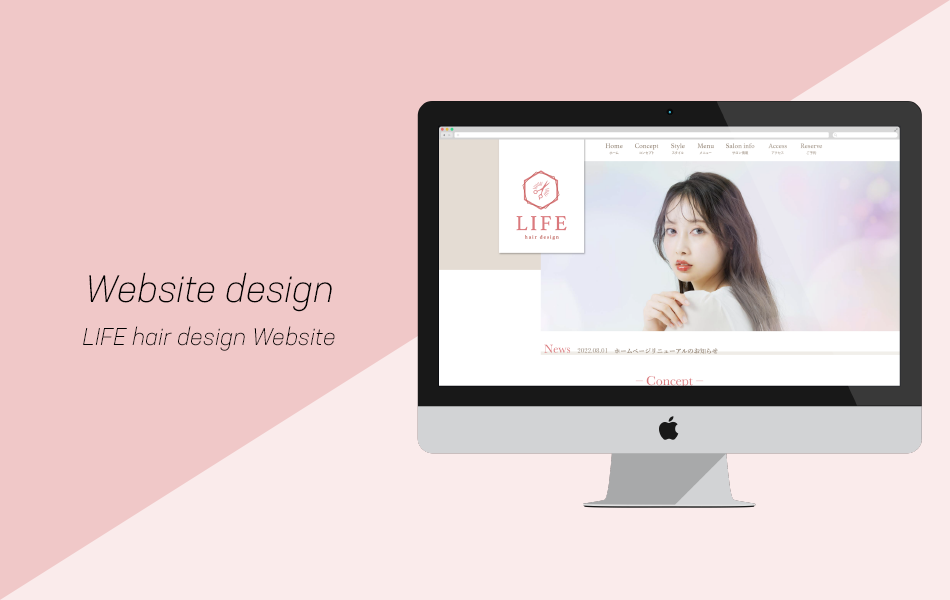 Website design
LIFE hair design Website
Home Concept Style Menu Salon info Access Reserve
ホーム コンセプト スタイル メニュー サロン情報 アクセス ご予約
LIFE
hair design
News 2022.08.01 ホームページリニューアルのお知らせ
— Concept —